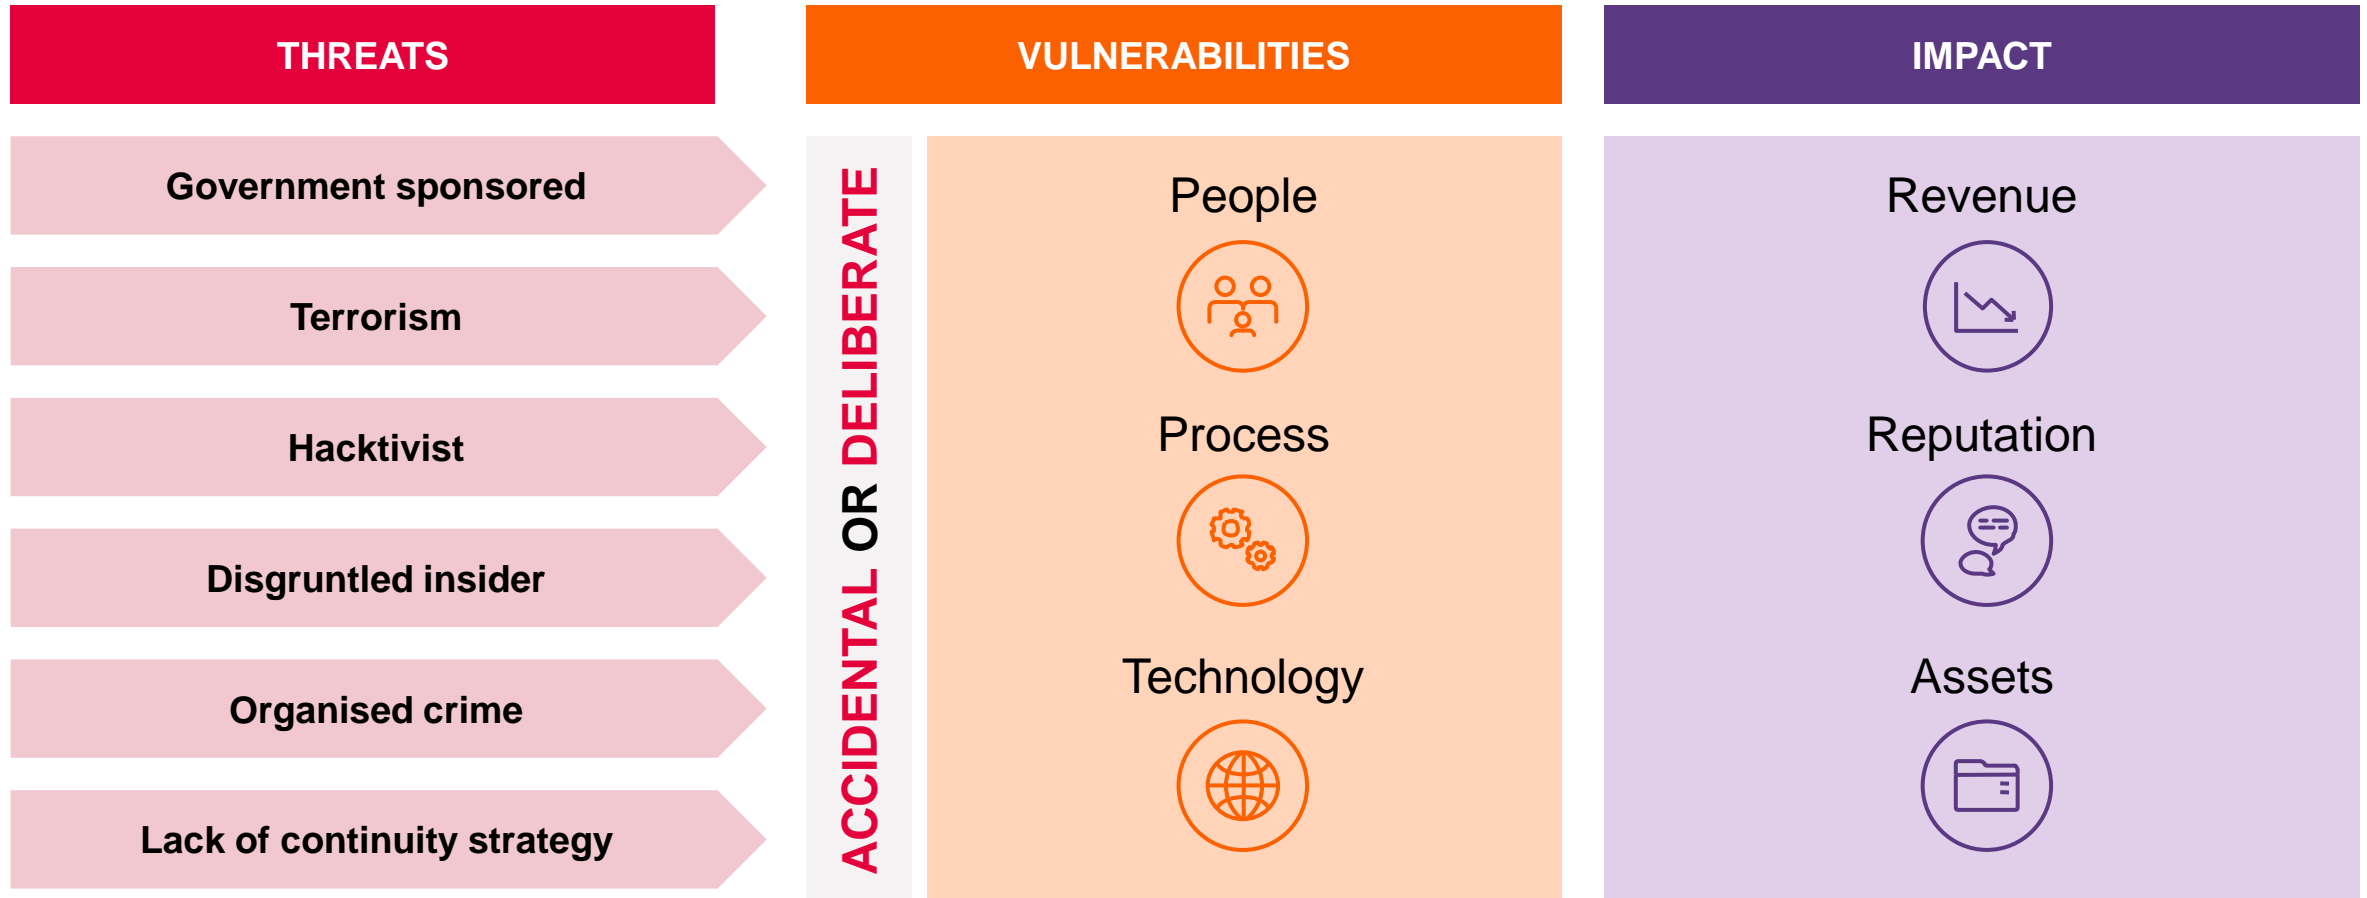 THREATS
Government sponsored
Terrorism
Hacktivist
Disgruntled insider
Organised crime
Lack of continuity strategy
VULNERABILITIES
ACCIDENTAL OR DELIBERATE
People
Process
Technology
IMPACT
Revenue
Reputation
Assets